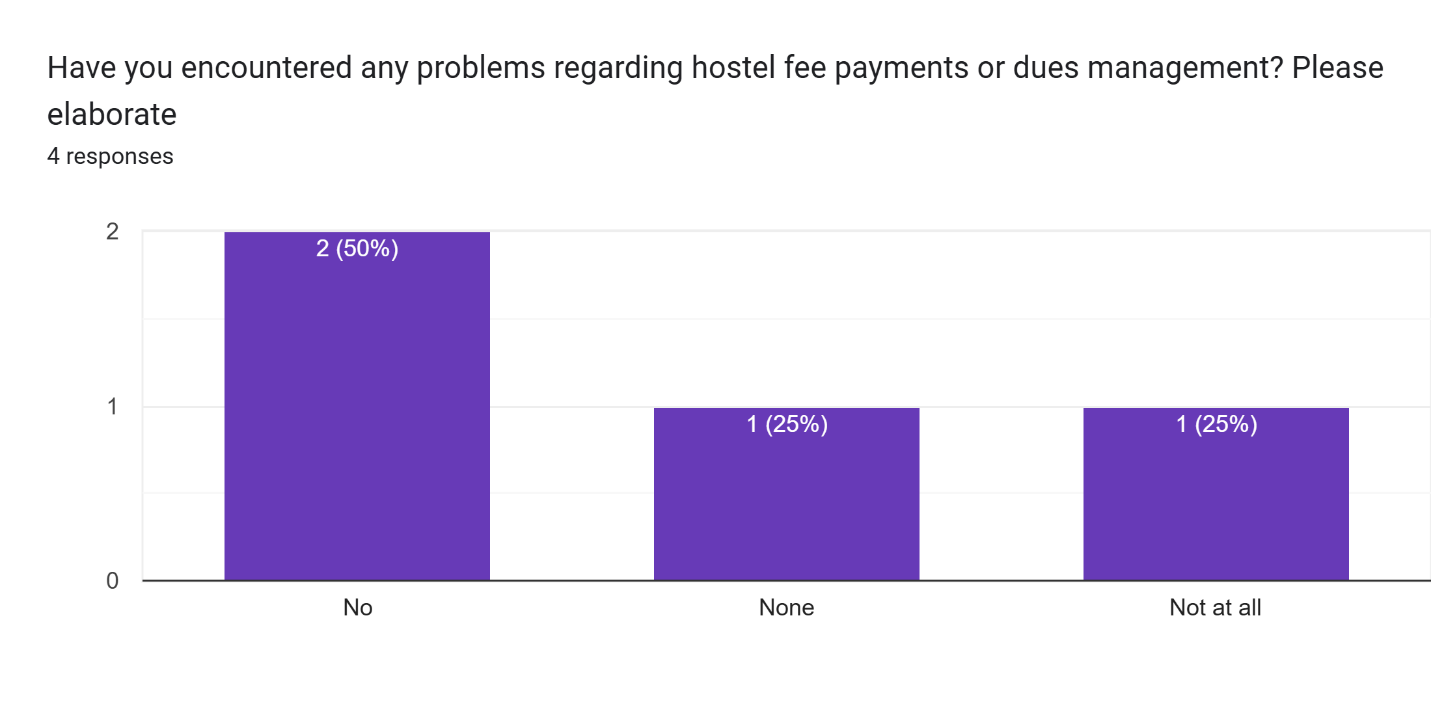 Have you encountered any problems regarding hostel fee payments or dues management? Please
elaborate
4 responses
2
2 (50%)
1
1 (25%)
1 (25%)
0
No
None
Not at all